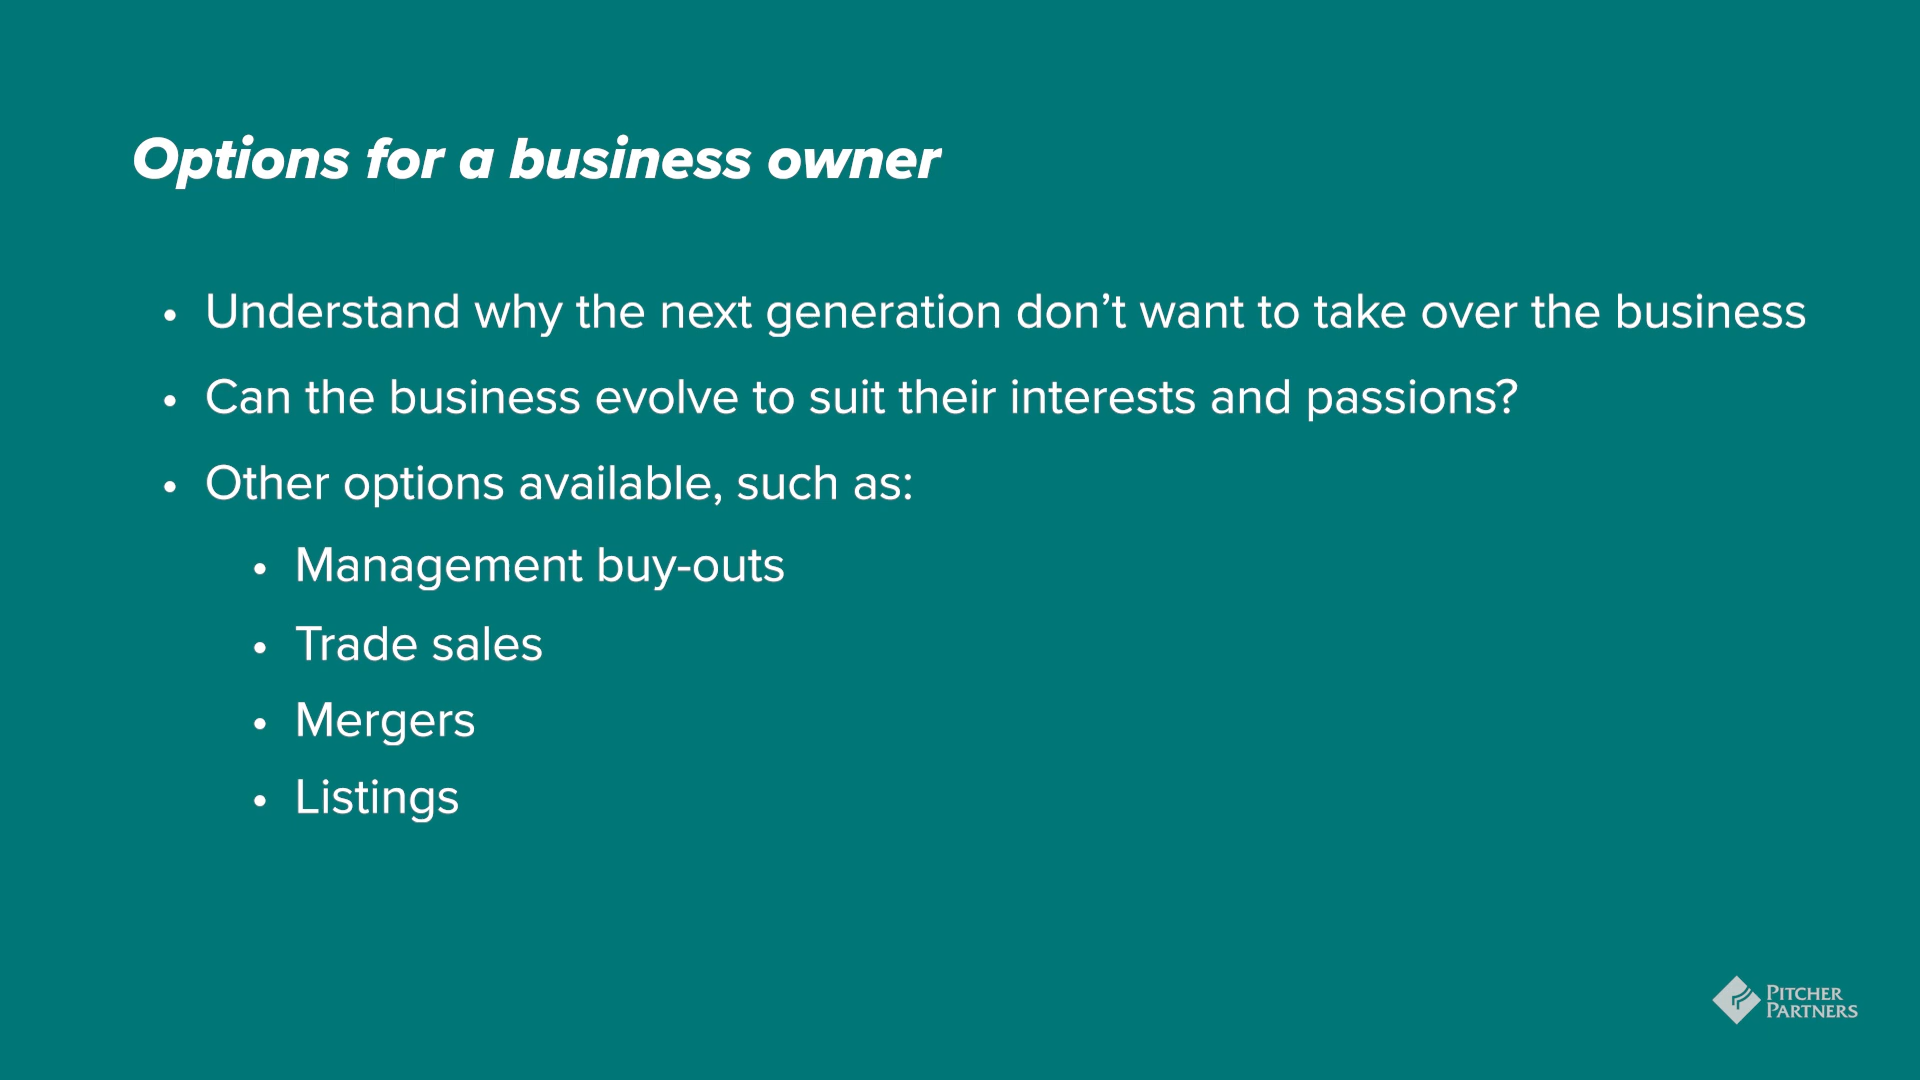 Options for a business owner
• Understand why the next generation don’t want to take over the business
• Can the business evolve to suit their interests and passions?
• Other options available, such as:
• Management buy-outs
• Trade sales
• Mergers
• Listings
PITCHER
PARTNERS